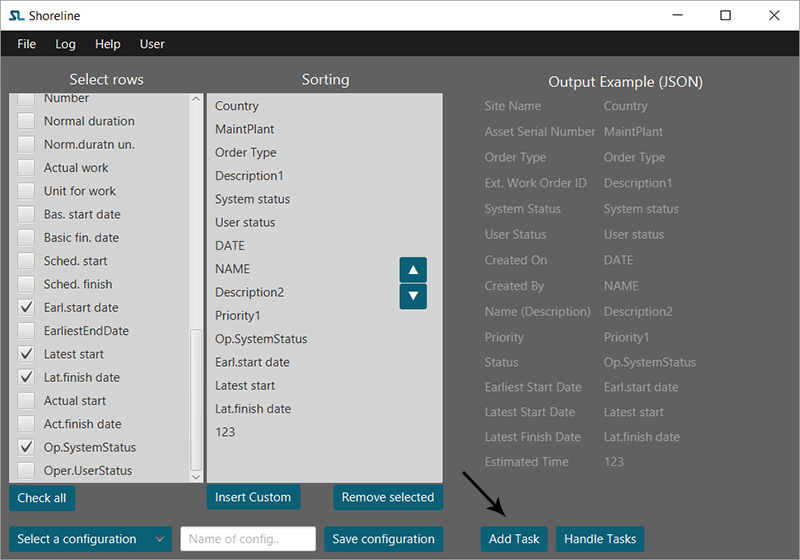 SL Shoreline
File Log Help User
Select rows
Number
Normal duration
Norm.duratn un.
Actual work
Unit for work
Bas. start date
Basic fin. date
Sched. start
Sched. finish
Earl.start date
EarliestEndDate
Latest start
Lat.finish date
Actual start
Act.finish date
Op.SystemStatus
Oper.UserStatus
Check all
Sorting
Country
MaintPlant
Order Type
Description1
System status
User status
DATE
NAME
Description2
Priority1
Op.SystemStatus
Earl.start date
Latest start
Lat.finish date
123
Insert Custom Remove selected
Output Example (JSON)
Site Name Country
Asset Serial Number MaintPlant
Order Type Order Type
Ext. Work Order ID Description1
System Status System status
User Status User status
Created On DATE
Created By NAME
Name (Description) Description2
Priority Priority1
Status Op.SystemStatus
Earliest Start Date Earl.start date
Latest Start Date Latest start
Latest Finish Date Lat.finish date
Estimated Time 123
Select a configuration Name of config.. Save configuration Add Task Handle Tasks